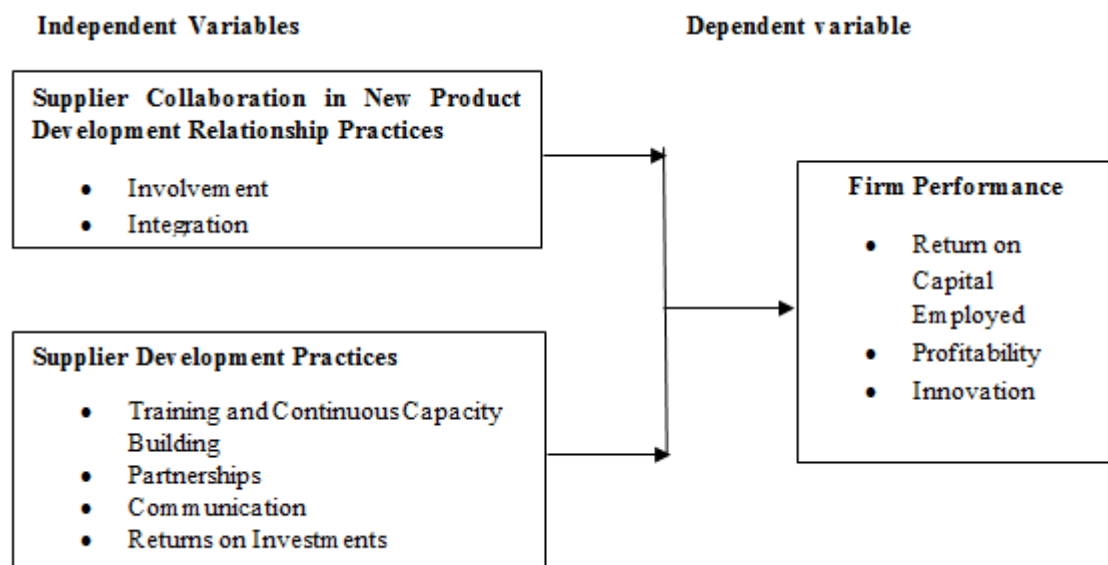 Independent Variables
Dependent variable
Supplier Collaboration in New Product
Development Relationship Practices
• Involvement
• Integration
Supplier Development Practices
• Training and Continuous Capacity
Building
• Partnerships
• Communication
• Returns on Investments
Firm Performance
• Return on
Capital
Employed
• Profitability
• Innovation